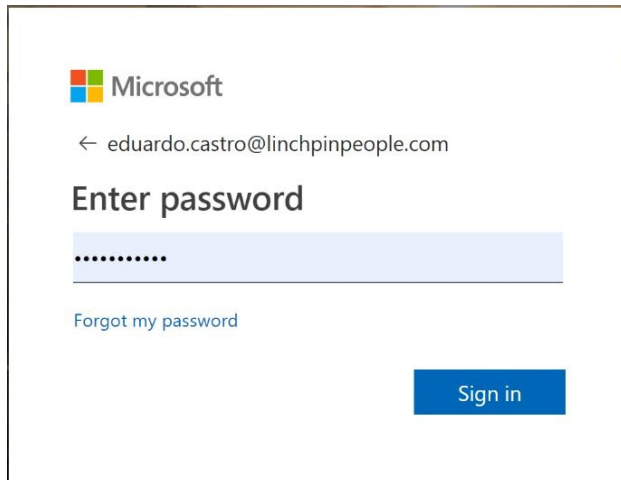 Microsoft
← eduardo.castro@linchpinpeople.com
Enter password
•••••••••••
Forgot my password
Sign in